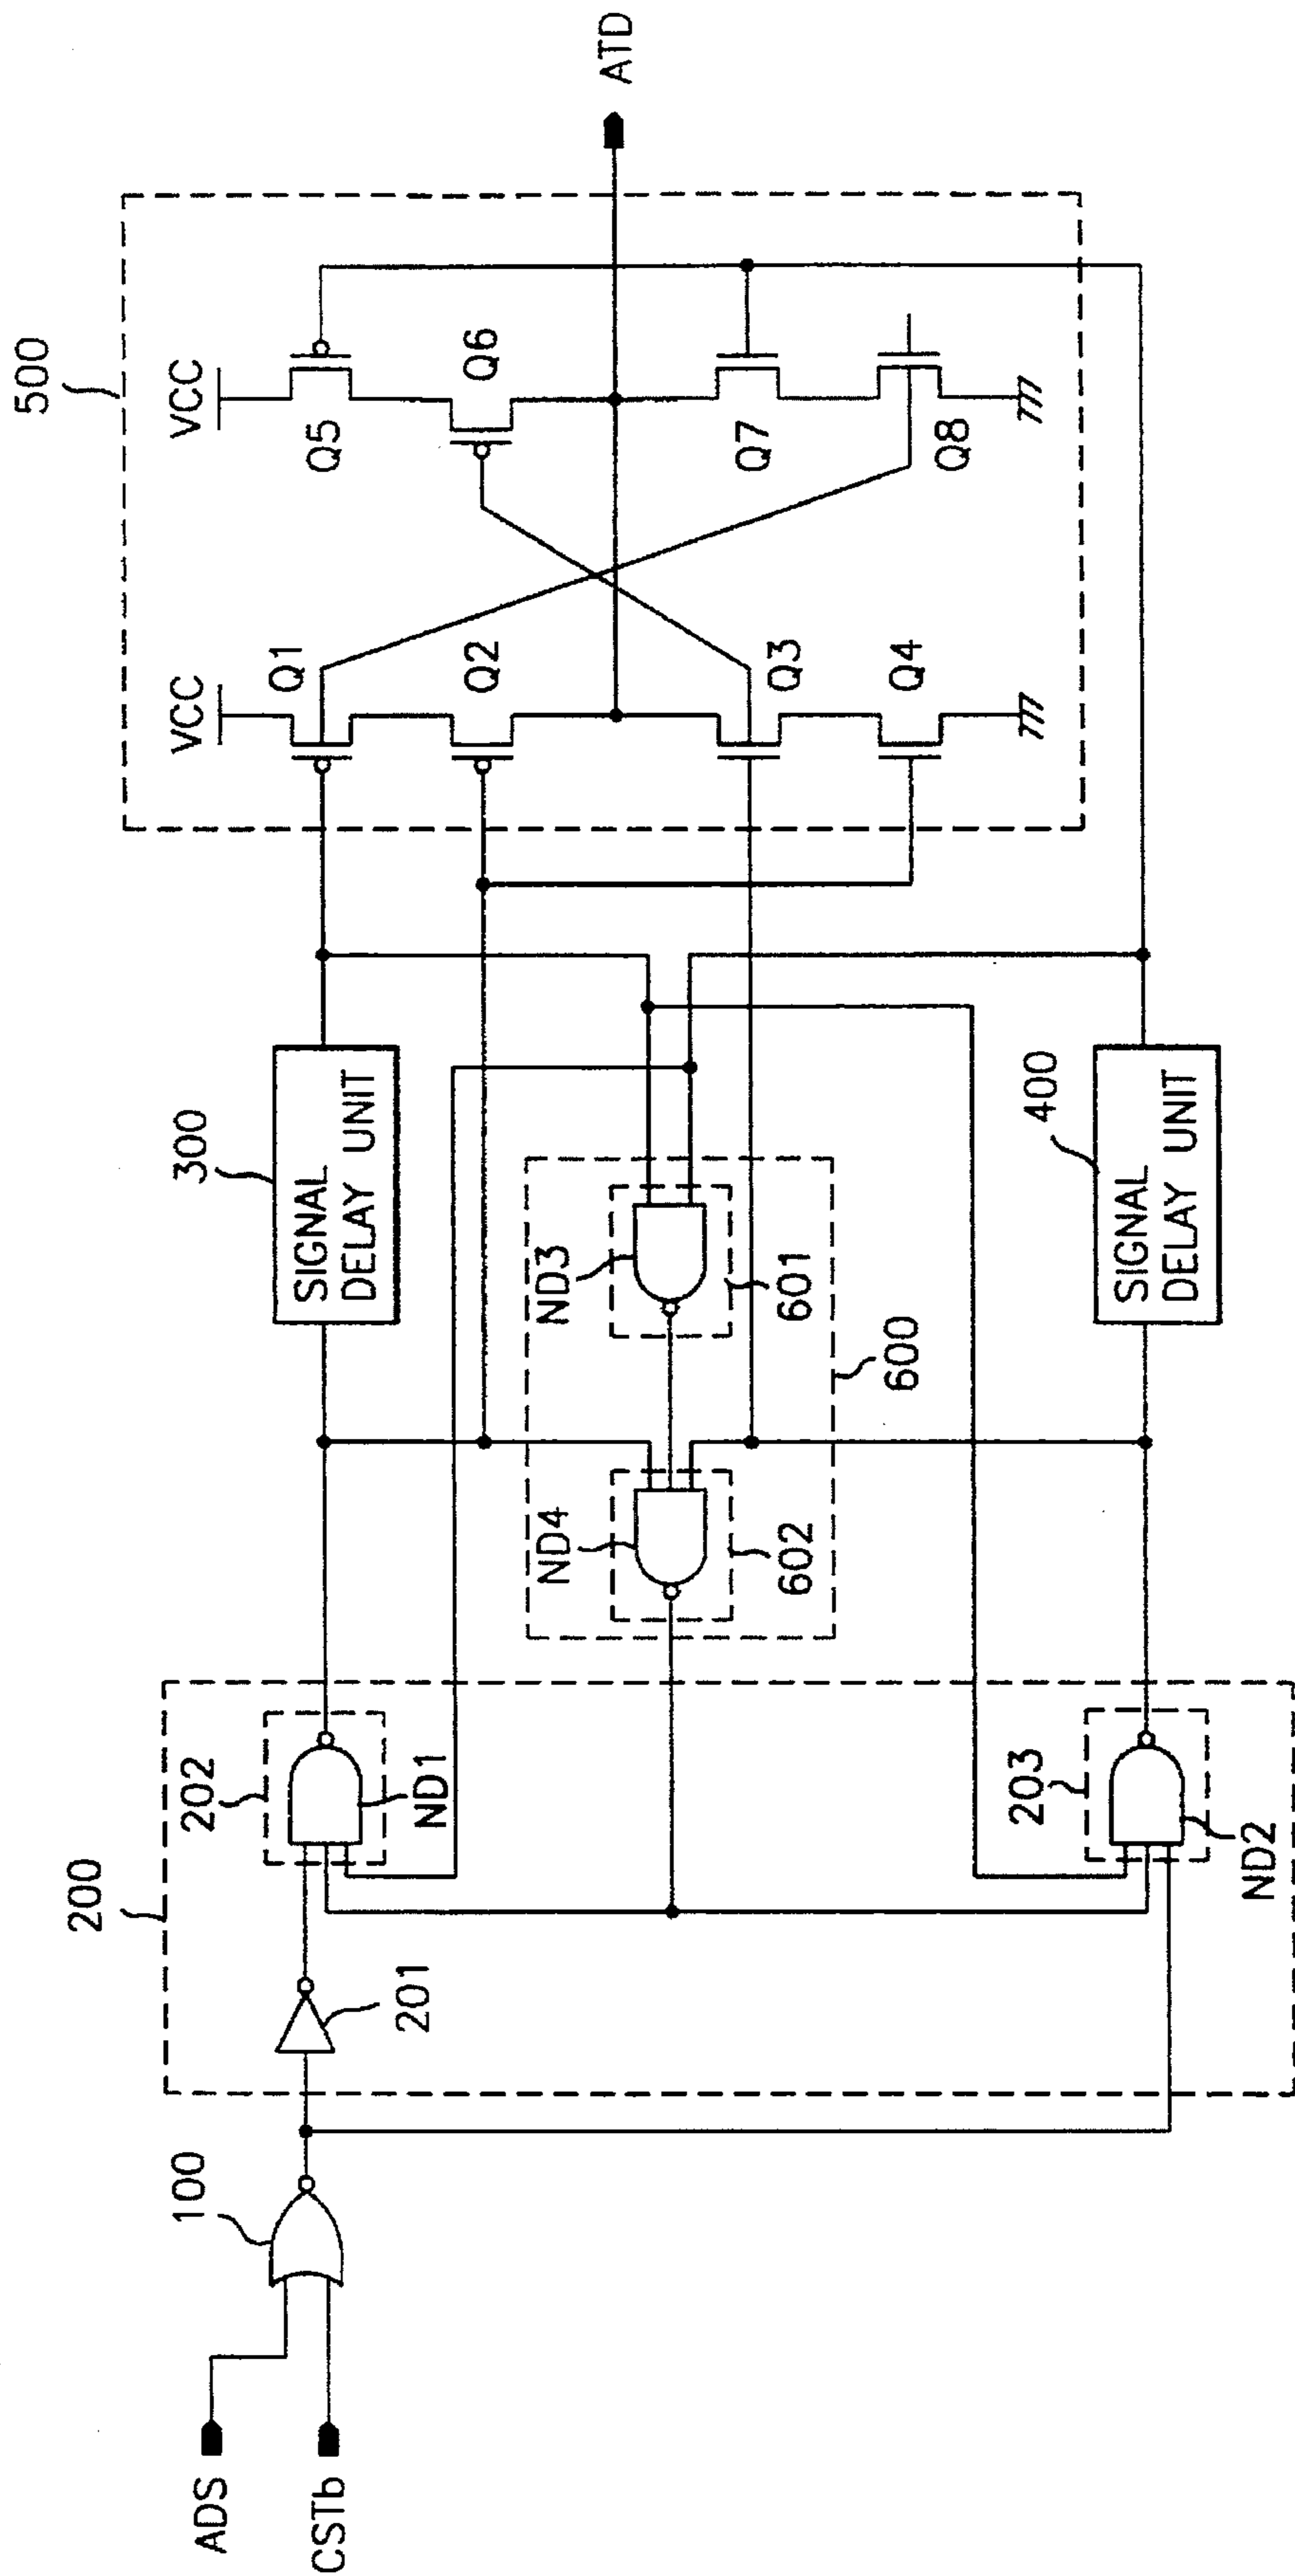 ADS
CSTb
100
200
201
202
ND1
203
ND2
300
SIGNAL
DELAY UNIT
400
SIGNAL
DELAY UNIT
600
602
ND4
601
ND3
500
VCC
Q1
Q2
Q3
Q4
VCC
Q5
Q6
Q7
Q8
ATD